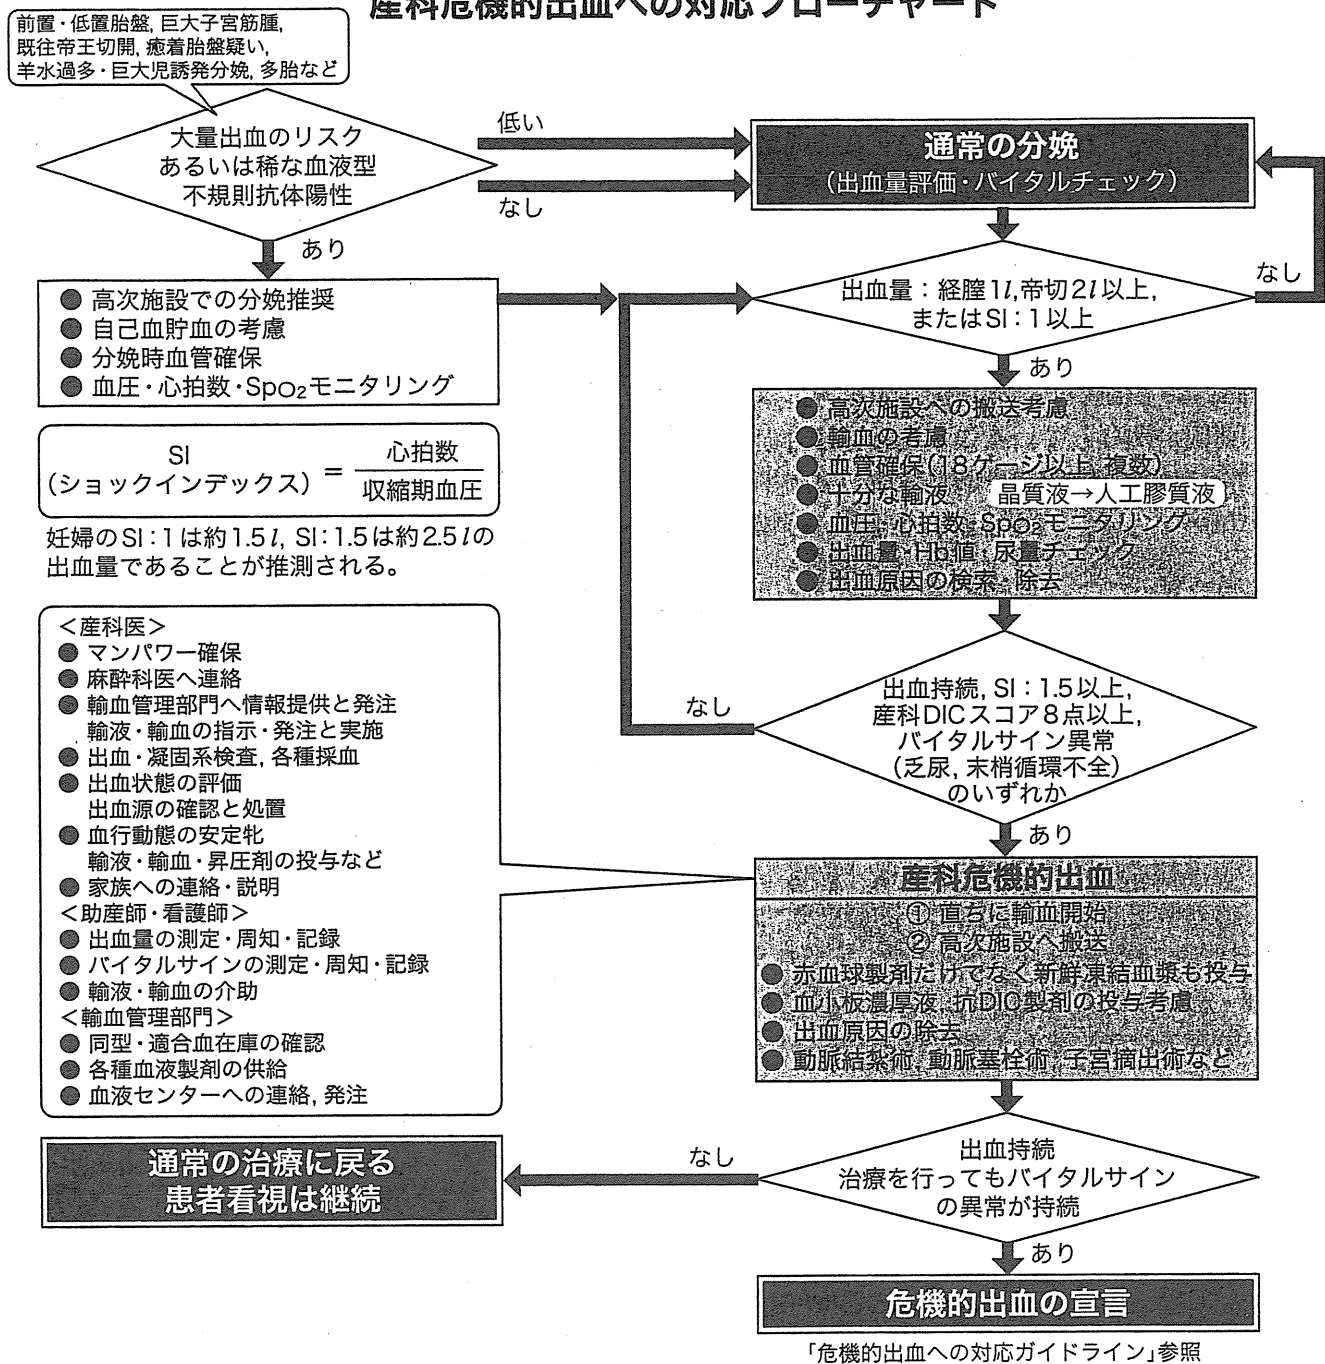 産科危機的出血への対応フローチャート
前置・低置胎盤, 巨大子宮筋腫,
既往帝王切開, 癒着胎盤疑い,
羊水過多・巨大児誘発分娩, 多胎など
大量出血のリスク
あるいは稀な血液型
不規則抗体陽性
低い
なし
通常の分娩
(出血量評価・バイタルチェック)
あり
● 高次施設での分娩推奨
● 自己血貯血の考慮
● 分娩時血管確保
● 血圧・心拍数・SpO₂モニタリング
出血量：経膣1l,帝切2l以上,
またはSI：1以上
なし
あり
SI
(ショックインデックス)
=
心拍数
収縮期血圧
妊婦のSI：1は約1.5l, SI：1.5は約2.5lの
出血量であることが推測される。
● 高次施設への搬送考慮
● 輸血の考慮
● 血管確保(18ゲージ以上, 複数)
● 十分な輸液 晶質液→人工膠質液
● 血圧・心拍数・SpO₂モニタリング
● 出血量・Hb値・尿量チェック
● 出血原因の検索・除去
出血持続, SI：1.5以上,
産科DICスコア8点以上,
バイタルサイン異常
(乏尿, 末梢循環不全)
のいずれか
なし
あり
＜産科医＞
● マンパワー確保
● 麻酔科医へ連絡
● 輸血管理部門へ情報提供と発注
輸液・輸血の指示・発注と実施
● 出血・凝固系検査, 各種採血
● 出血状態の評価
出血源の確認と処置
● 血行動態の安定牝
輸液・輸血・昇圧剤の投与など
● 家族への連絡・説明
＜助産師・看護師＞
● 出血量の測定・周知・記録
● バイタルサインの測定・周知・記録
● 輸液・輸血の介助
＜輸血管理部門＞
● 同型・適合血在庫の確認
● 各種血液製剤の供給
● 血液センターへの連絡, 発注
産科危機的出血
① 直ちに輸血開始
② 高次施設へ搬送
● 赤血球製剤だけでなく新鮮凍結血漿も投与
● 血小板濃厚液, 抗DIC製剤の投与考慮
● 出血原因の除去
● 動脈結紮術, 動脈塞栓術, 子宮摘出術など
出血持続
治療を行ってもバイタルサイン
の異常が持続
なし
通常の治療に戻る
患者看視は継続
あり
危機的出血の宣言
「危機的出血への対応ガイドライン」参照